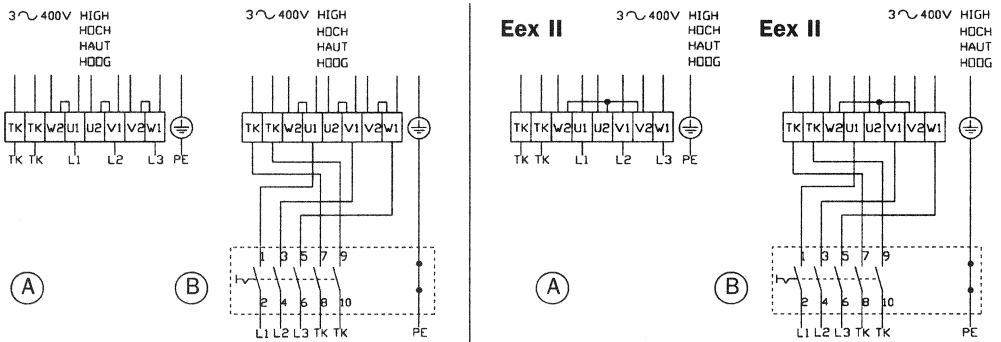 3~400V HIGH
HOCH
HAUT
HOOG
TK TK W2 U1 U2 V1 V2 W1
TK TK L1 L2 L3 PE
A
3~400V HIGH
HOCH
HAUT
HOOG
TK TK W2 U1 U2 V1 V2 W1
1 3 5 7 9
2 4 6 8 10
L1 L2 L3 TK TK PE
B
Eex II
3~400V HIGH
HOCH
HAUT
HOOG
TK TK W2 U1 U2 V1 V2 W1
TK TK L1 L2 L3 PE
A
Eex II
3~400V HIGH
HOCH
HAUT
HOOG
TK TK W2 U1 U2 V1 V2 W1
1 3 5 7 9
2 4 6 8 10
L1 L2 L3 TK TK PE
B